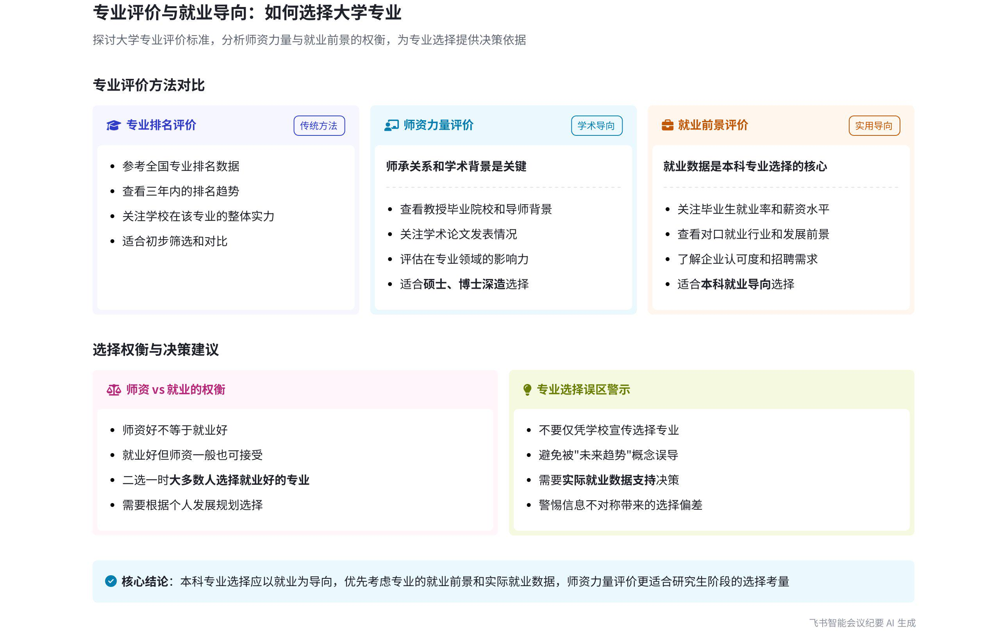 专业评价与就业导向：如何选择大学专业
探讨大学专业评价标准，分析师资力量与就业前景的权衡，为专业选择提供决策依据
专业评价方法对比
专业排名评价
传统方法
参考全国专业排名数据
查看三年内的排名趋势
关注学校在该专业的整体实力
适合初步筛选和对比
师资力量评价
学术导向
师承关系和学术背景是关键
查看教授毕业院校和导师背景
关注学术论文发表情况
评估在专业领域的影响力
适合硕士、博士深造选择
就业前景评价
实用导向
就业数据是本科专业选择的核心
关注毕业生就业率和薪资水平
查看对口就业行业和发展前景
了解企业认可度和招聘需求
适合本科就业导向选择
选择权衡与决策建议
师资 vs 就业的权衡
师资好不等于就业好
就业好但师资一般也可接受
二选一时大多数人选择就业好的专业
需要根据个人发展规划选择
专业选择误区警示
不要仅凭学校宣传选择专业
避免被"未来趋势"概念误导
需要实际就业数据支持决策
警惕信息不对称带来的选择偏差
核心结论：本科专业选择应以就业为导向，优先考虑专业的就业前景和实际就业数据，师资力量评价更适合研究生阶段的选择考量
飞书智能会议纪要 AI 生成